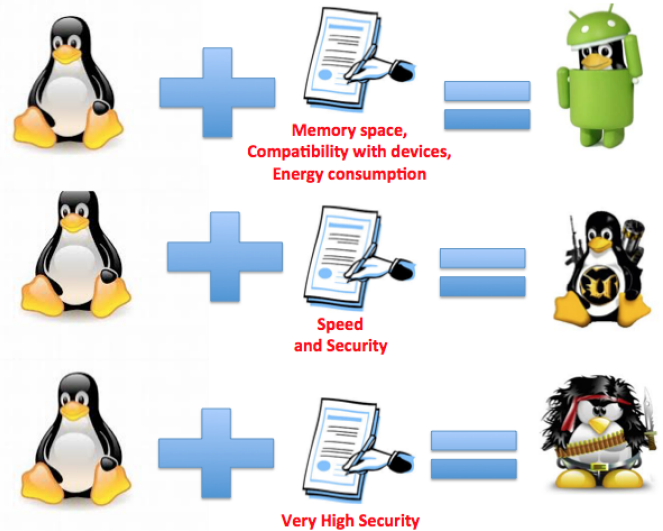 Memory space,
Compatibility with devices,
Energy consumption
Speed
and Security
Very High Security